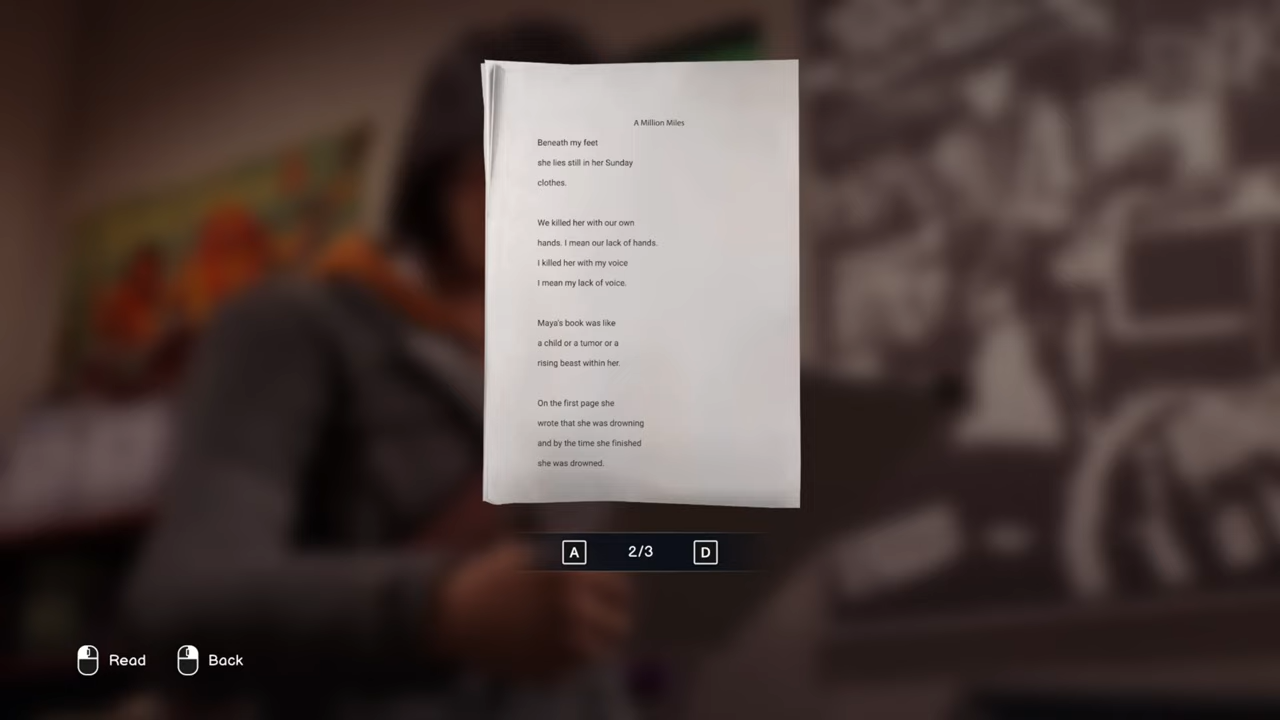 A Million Miles
Beneath my feet
she lies still in her Sunday
clothes.
We killed her with our own
hands. I mean our lack of hands.
I killed her with my voice
I mean my lack of voice.
Maya's book was like
a child or a tumor or a
rising beast within her.
On the first page she
wrote that she was drowning
and by the time she finished
she was drowned.
A 2/3 D
Read Back